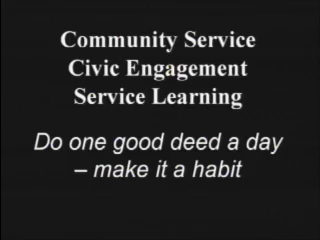 Community Service
Civic Engagement
Service Learning
Do one good deed a day
– make it a habit